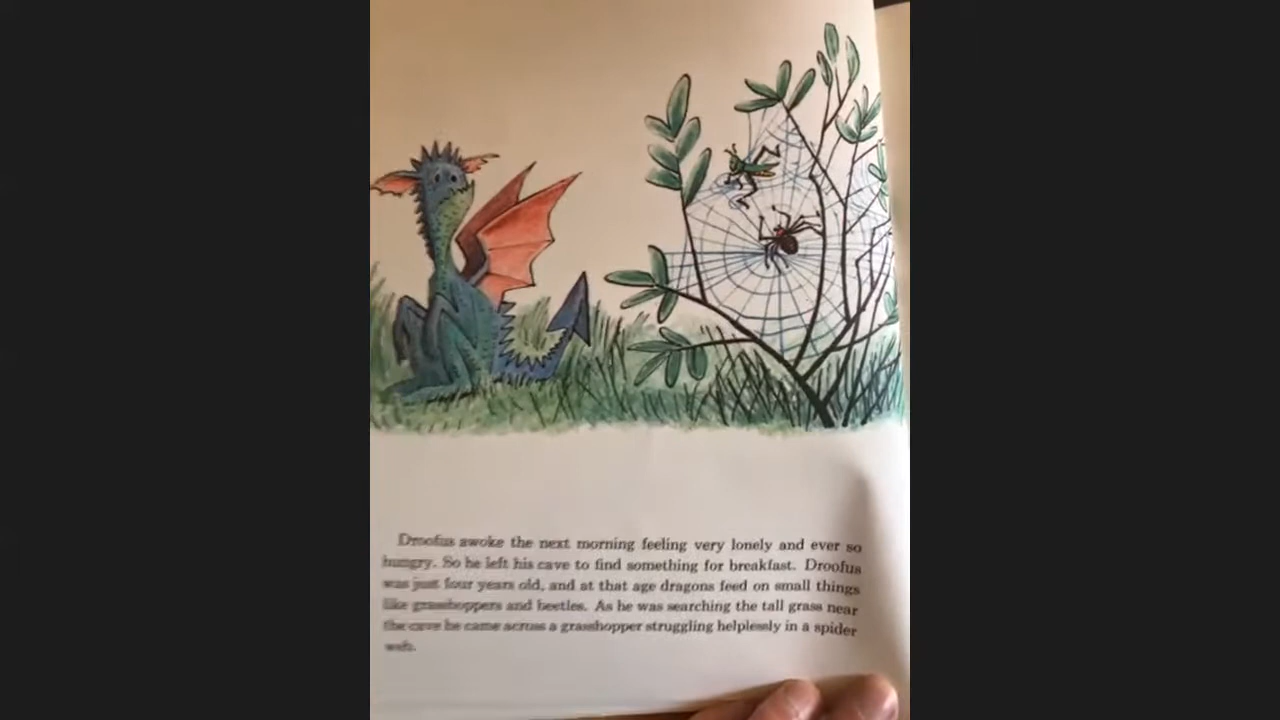 Droofus awoke the next morning feeling very lonely and ever so
hungry. So he left his cave to find something for breakfast. Droofus
was just four years old, and at that age dragons feed on small things
like grasshoppers and beetles. As he was searching the tall grass near
the cave he came across a grasshopper struggling helplessly in a spider
web.